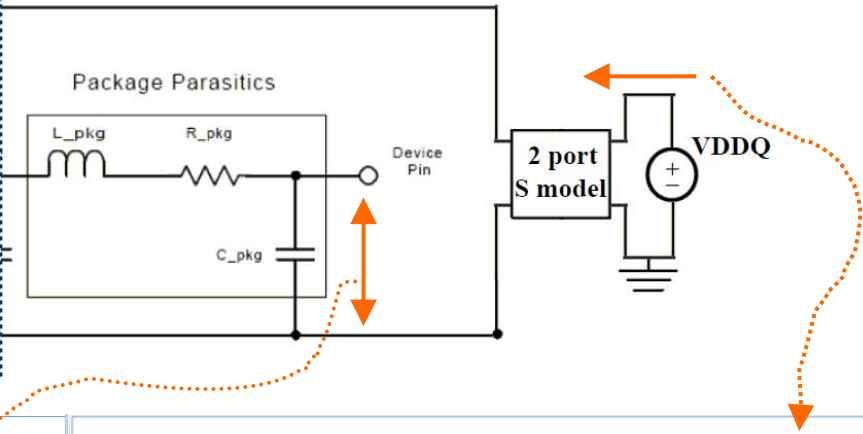 Package Parasitics
L_pkg
R_pkg
Device
Pin
C_pkg
2 port
S model
VDDQ
+
−